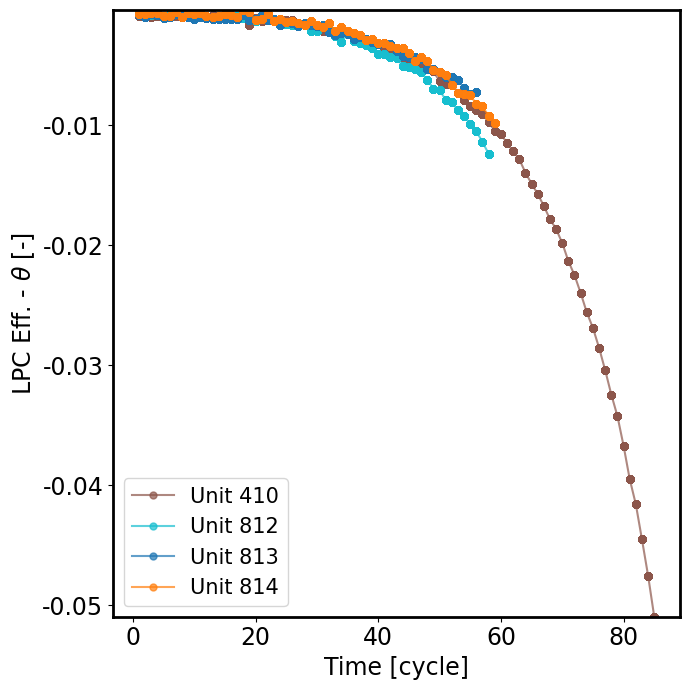 LPC Eff. - θ [-]
-0.01
-0.02
-0.03
-0.04
-0.05
Unit 410
Unit 812
Unit 813
Unit 814
0 20 40 60 80
Time [cycle]